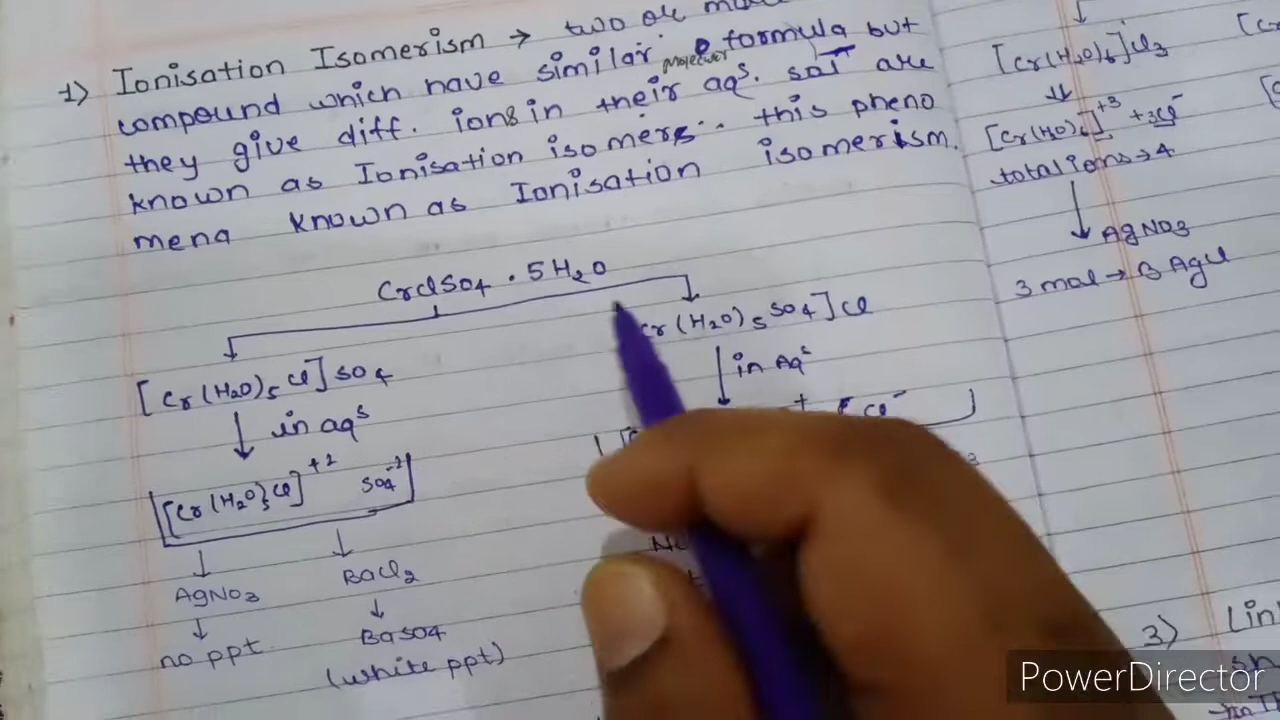 1) Ionisation Isomerism → two or
compound which have similar molecular formula but
they give diff. ions in their aqs. soln are
known as Ionisation isomers ∴ this pheno
mena known as Ionisation isomerism.
CrClSO4 . 5H2O
[Cr(H2O)5Cl]SO4
in aqs
[Cr(H2O)5Cl]+2 SO4-2
AgNO3
no ppt
BaCl2
BaSO4
(white ppt)
Cr(H2O)5SO4]Cl
in Aqs
+ Cl-
[Cr(H2O)6]Cl3
[Cr(H2O)6]+3 + 3Cl-
total ions → 4
AgNO3
3 mol → 3 AgCl
3)
PowerDirector